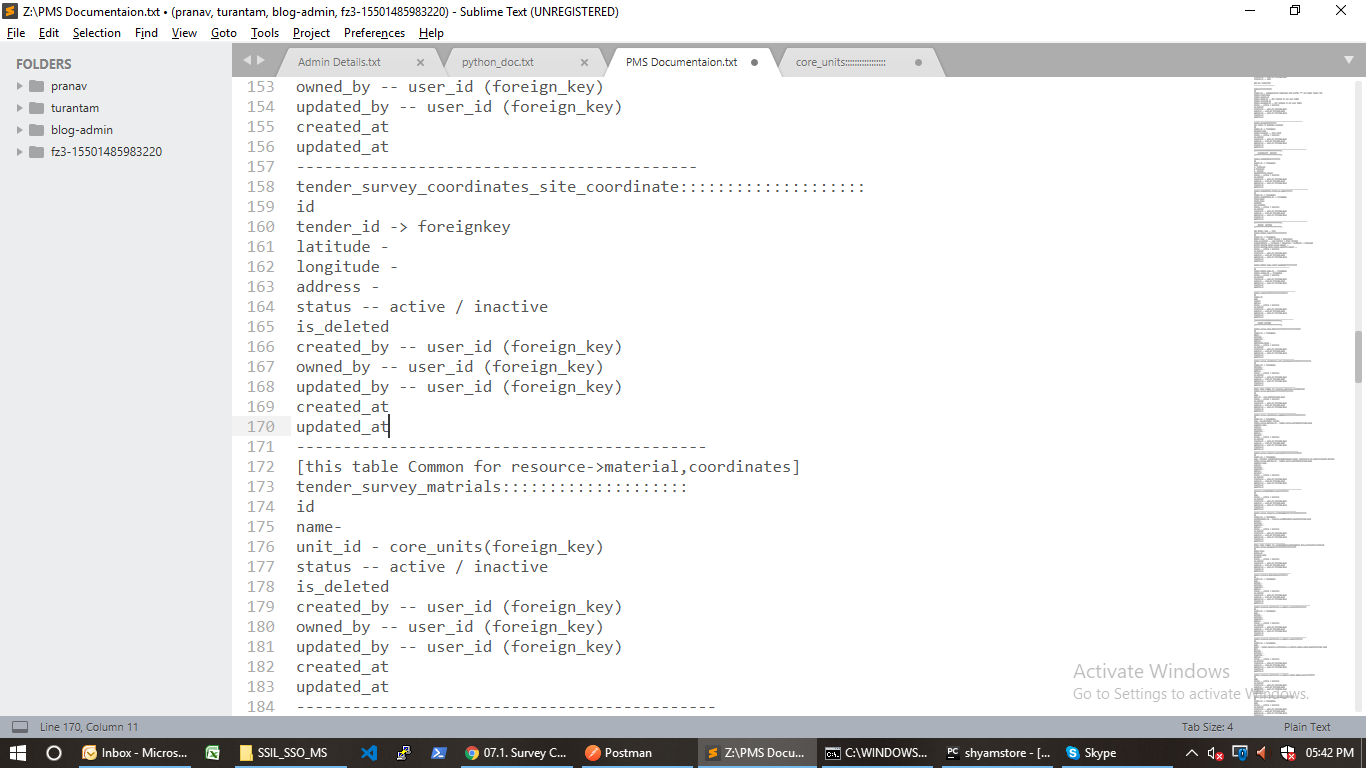 Z:\PMS Documentaion.txt • (pranav, turantam, blog-admin, fz3-15501485983220) - Sublime Text (UNREGISTERED)
File Edit Selection Find View Goto Tools Project Preferences Help
FOLDERS
pranav
turantam
blog-admin
fz3-15501485983220
Admin Details.txt
python_doc.txt
PMS Documentaion.txt
core_units::::::::::::::::
153 owned_by -- user_id (foreign_key)
154 updated_by -- user_id (foreign_key)
155 created_at
156 updated_at
157 -------------------------------------------
158 tender_survey_coordinates_site_coordinate::::::::::::::::::::
159 id
160 tender_id -> foreignkey
161 latitude -
162 longitude -
163 address -
164 status -- active / inactive
165 is_deleted
166 created_by -- user_id (foreign_key)
167 owned_by -- user_id (foreign_key)
168 updated_by -- user_id (foreign_key)
169 created_at
170 updated_at
171 --------------------------------------------
172 [this table Common for resource->material,coordinates]
173 tender_survey_matrials::::::::::::::::::::
174 id
175 name-
176 unit_id - core_units(foreign_key)
177 status -- active / inactive
178 is_deleted
179 created_by -- user_id (foreign_key)
180 owned_by -- user_id (foreign_key)
181 updated_by -- user_id (foreign_key)
182 created_at
183 updated_at
184 ---------------------------------------------
Activate Windows
Go to Settings to activate Windows.
Line 170, Column 11
Tab Size: 4
Plain Text
Inbox - Micros...
SSIL_SSO_MS
07.1. Survey C...
Postman
Z:\PMS Docu...
C:\WINDOWS...
shyamstore - [...
Skype
05:42 PM